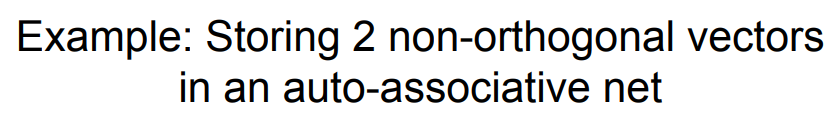 Example: Storing 2 non-orthogonal vectors
in an auto-associative net